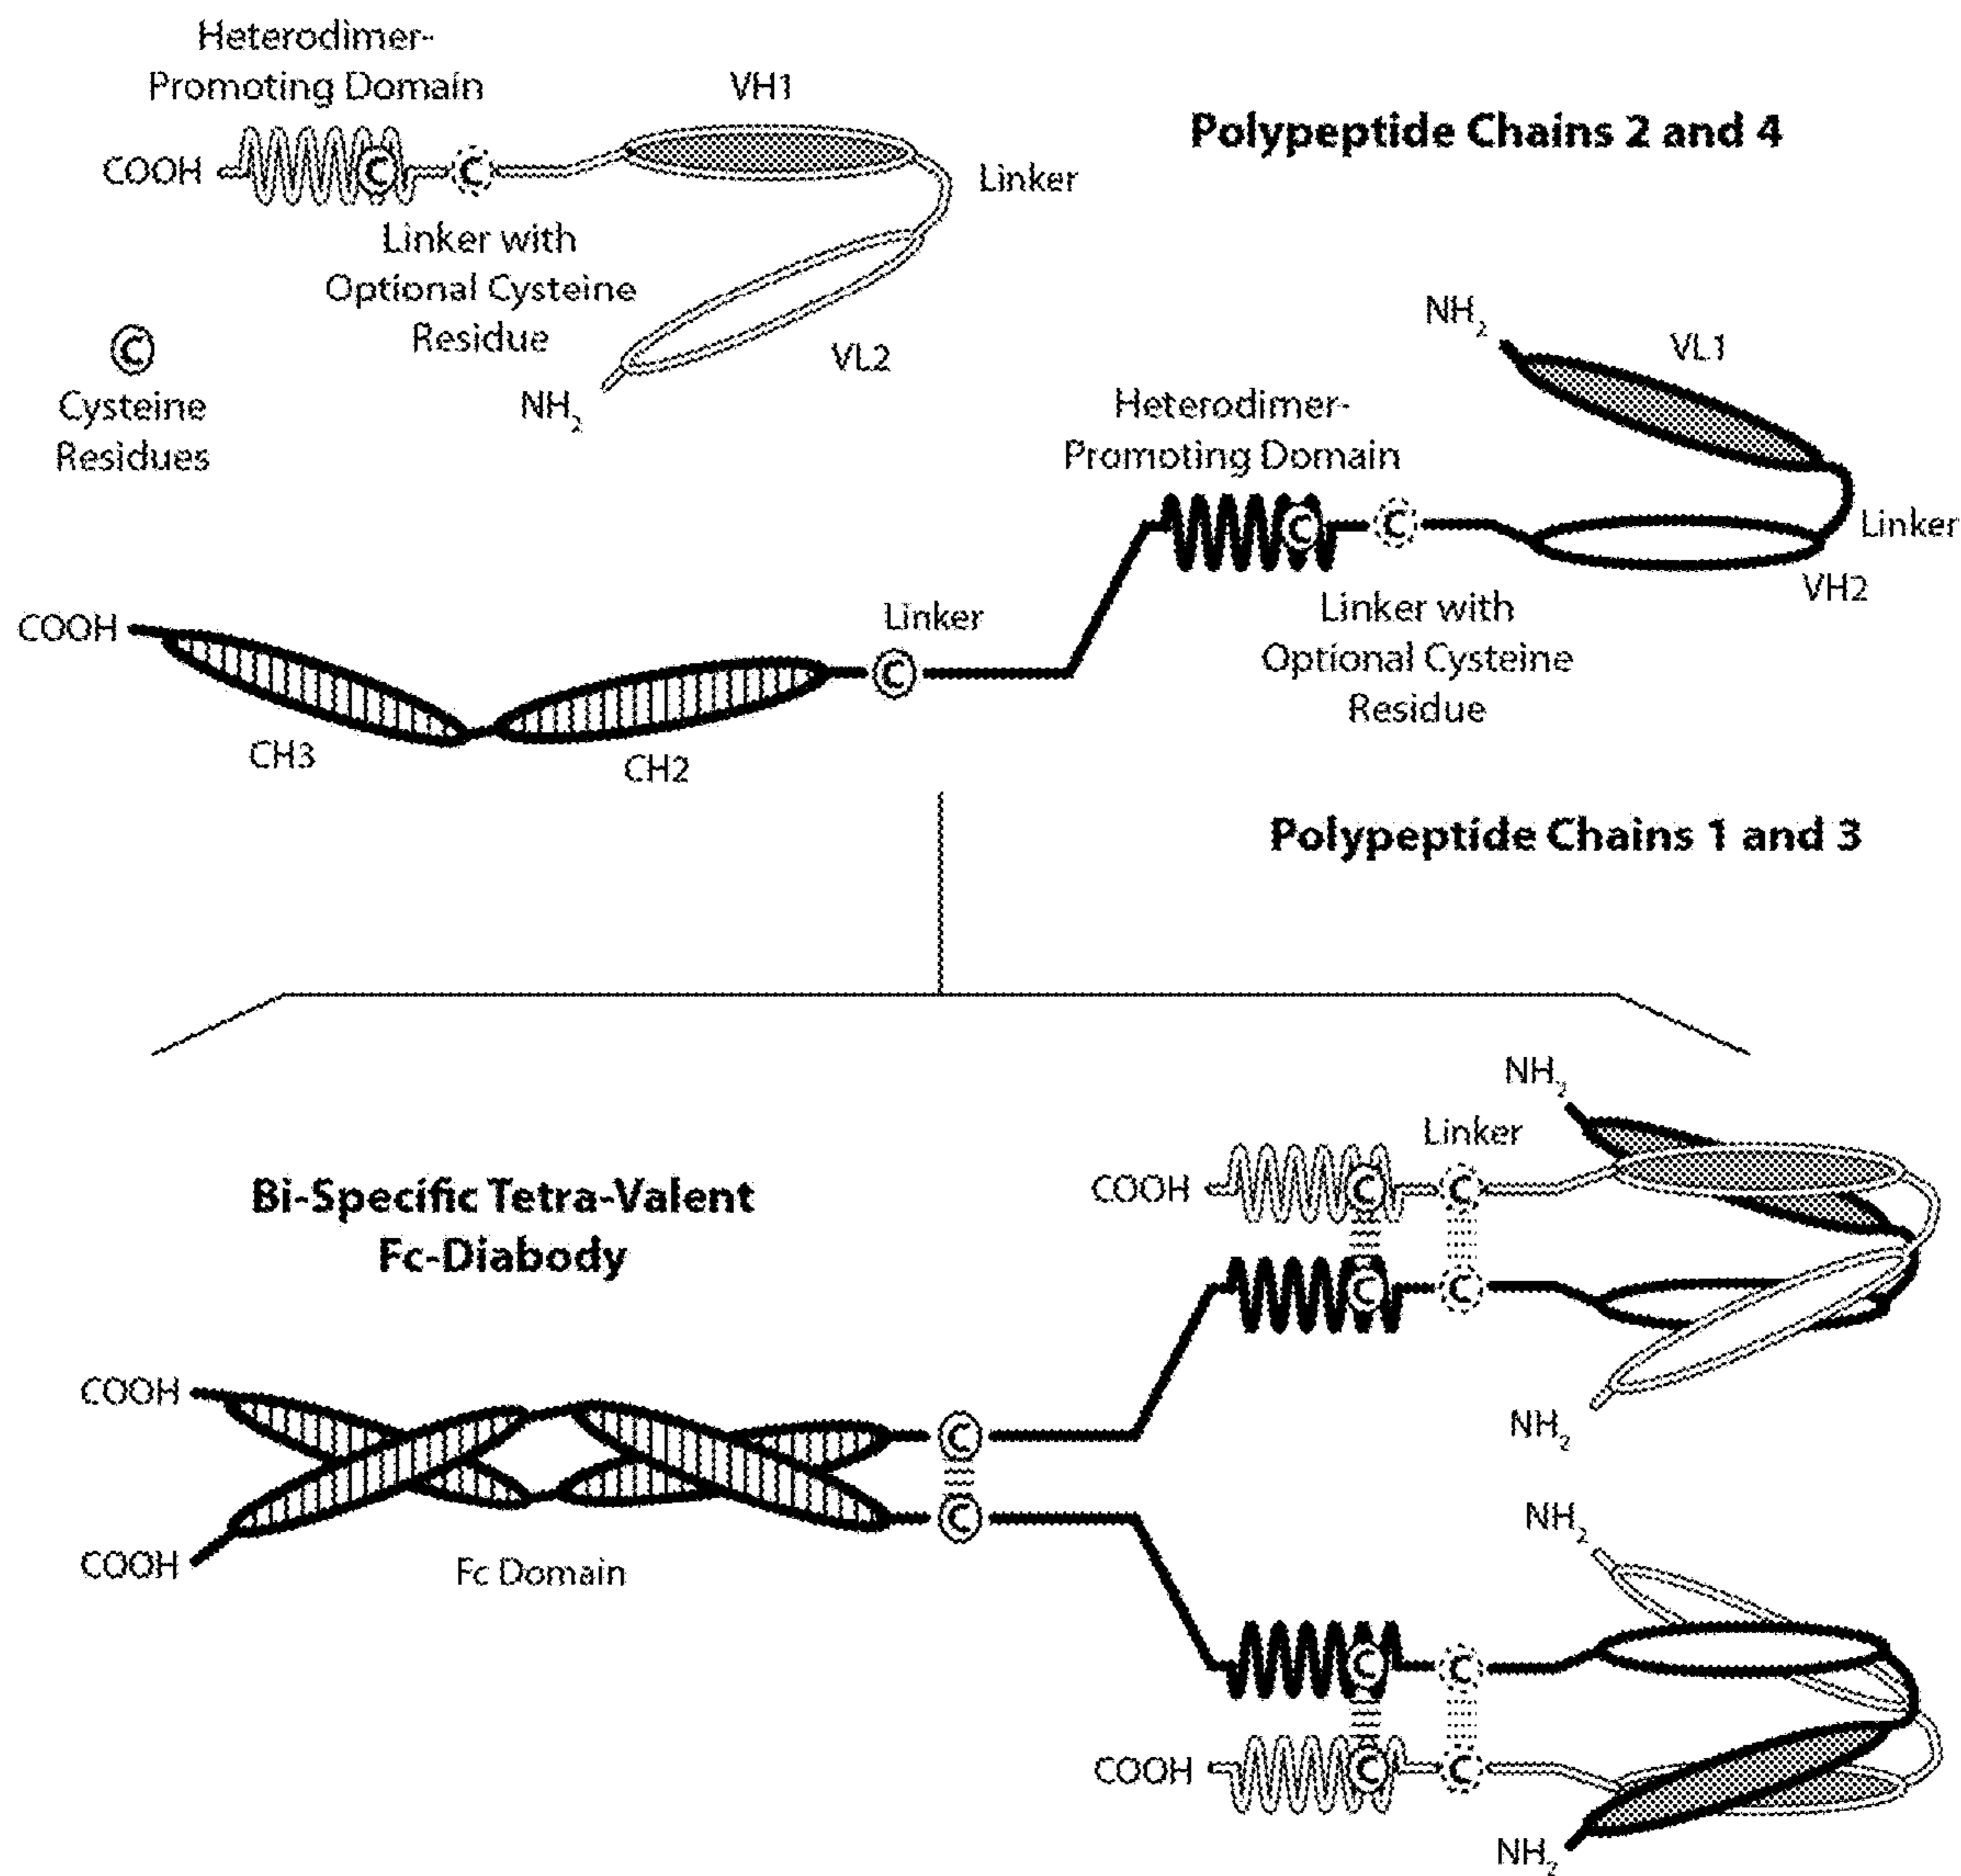 Heterodimer-
Promoting Domain
VH1
Polypeptide Chains 2 and 4
COOH
C
C
Linker
Linker with
Optional Cysteine
Residue
VL2
NH2
C
Cysteine
Residues
NH2
VL1
Heterodimer-
Promoting Domain
C
C
Linker
VH2
Linker with
Optional Cysteine
Residue
COOH
Linker
C
CH3
CH2
Polypeptide Chains 1 and 3
Bi-Specific Tetra-Valent
Fc-Diabody
NH2
Linker
COOH
C
C
C
C
NH2
COOH
C
C
COOH
Fc Domain
NH2
C
C
COOH
C
C
NH2